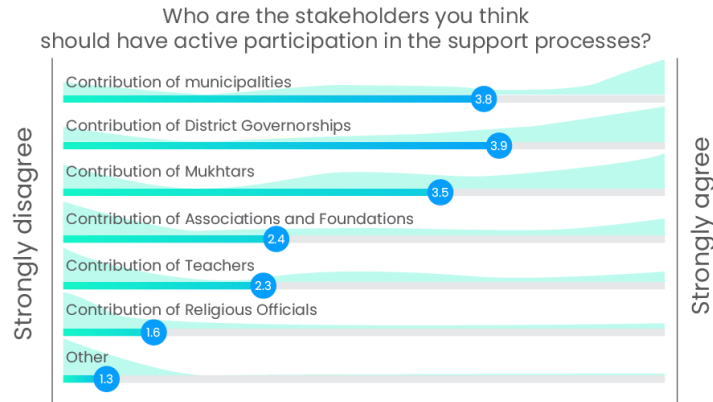 Who are the stakeholders you think
should have active participation in the support processes?
Strongly disagree
Contribution of municipalities
3.8
Contribution of District Governorships
3.9
Contribution of Mukhtars
3.5
Contribution of Associations and Foundations
2.4
Contribution of Teachers
2.3
Contribution of Religious Officials
1.6
Other
1.3
Strongly agree